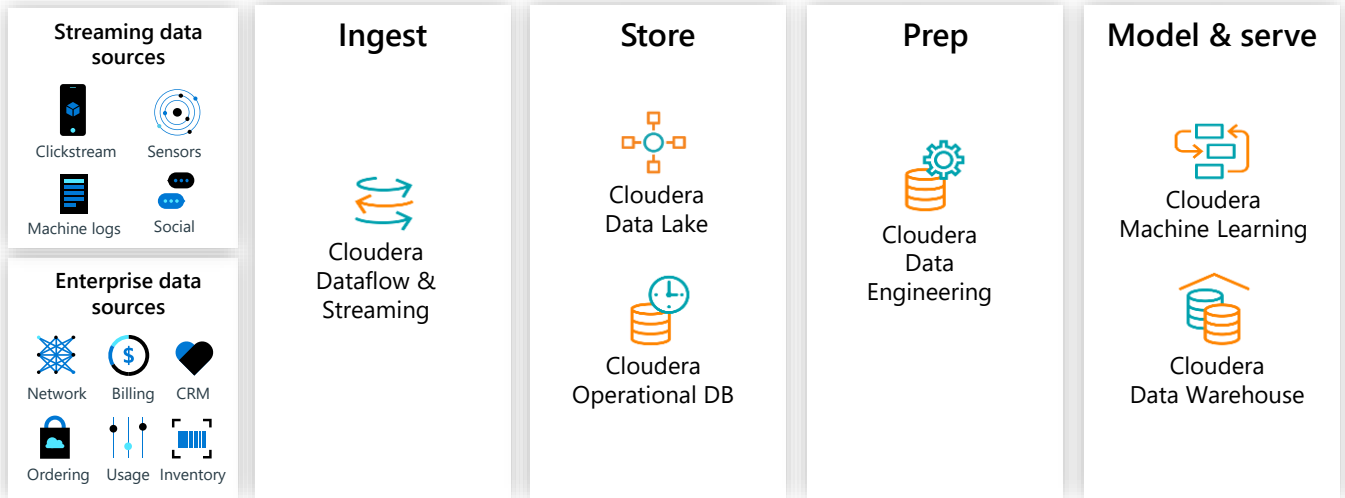 Streaming data
sources
Clickstream
Sensors
Machine logs
Social
Enterprise data
sources
$
Network
Billing
CRM
Ordering
Usage
Inventory
Ingest
Cloudera
Dataflow &
Streaming
Store
Cloudera
Data Lake
Cloudera
Operational DB
Prep
Cloudera
Data
Engineering
Model & serve
Cloudera
Machine Learning
Cloudera
Data Warehouse